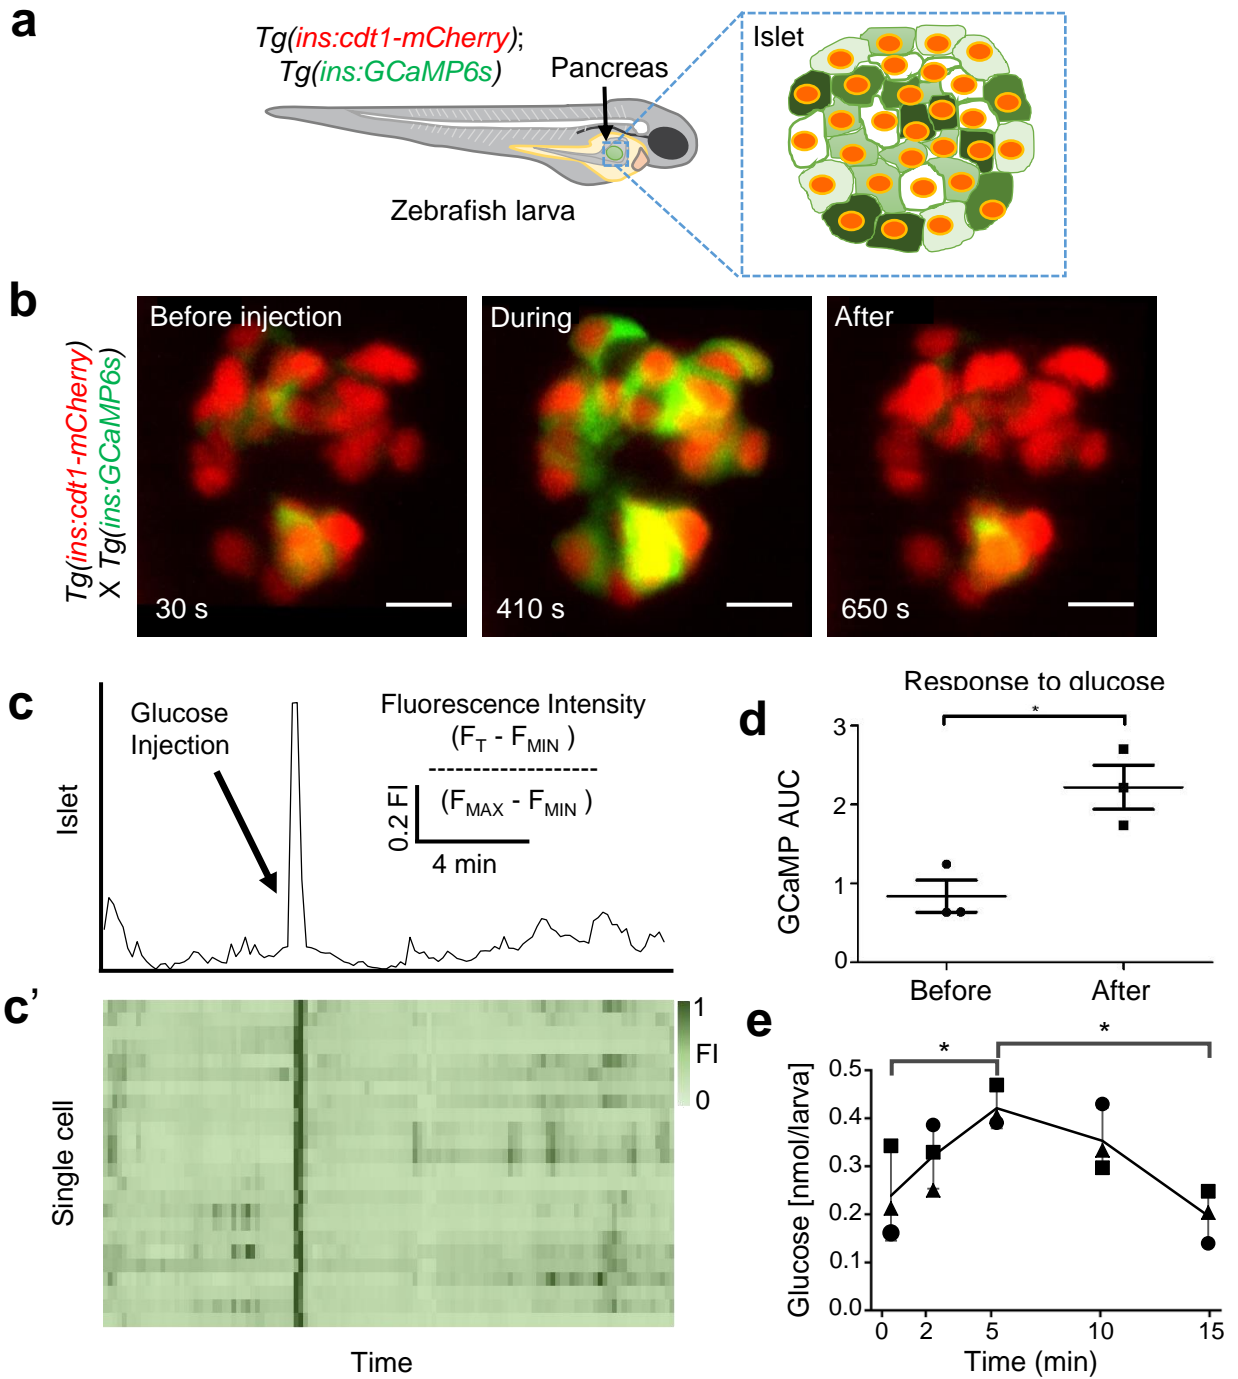 a
Tg(ins:cdt1-mCherry);
Tg(ins:GCaMP6s)
Pancreas
Zebrafish larva
Islet
b
Tg(ins:cdt1-mCherry)
X Tg(ins:GCaMP6s)
Before injection
30 s
During
410 s
After
650 s
c
Islet
Glucose
Injection
Fluorescence Intensity
(FT - FMIN )
--------------------
(FMAX - FMIN )
0.2 FI
4 min
d
Response to glucose
*
GCaMP AUC
3
2
1
0
Before
After
c'
Single cell
Time
1
FI
0
e
*
*
Glucose [nmol/larva]
0.5
0.4
0.3
0.2
0.1
0.0
0 2 5 10 15
Time (min)